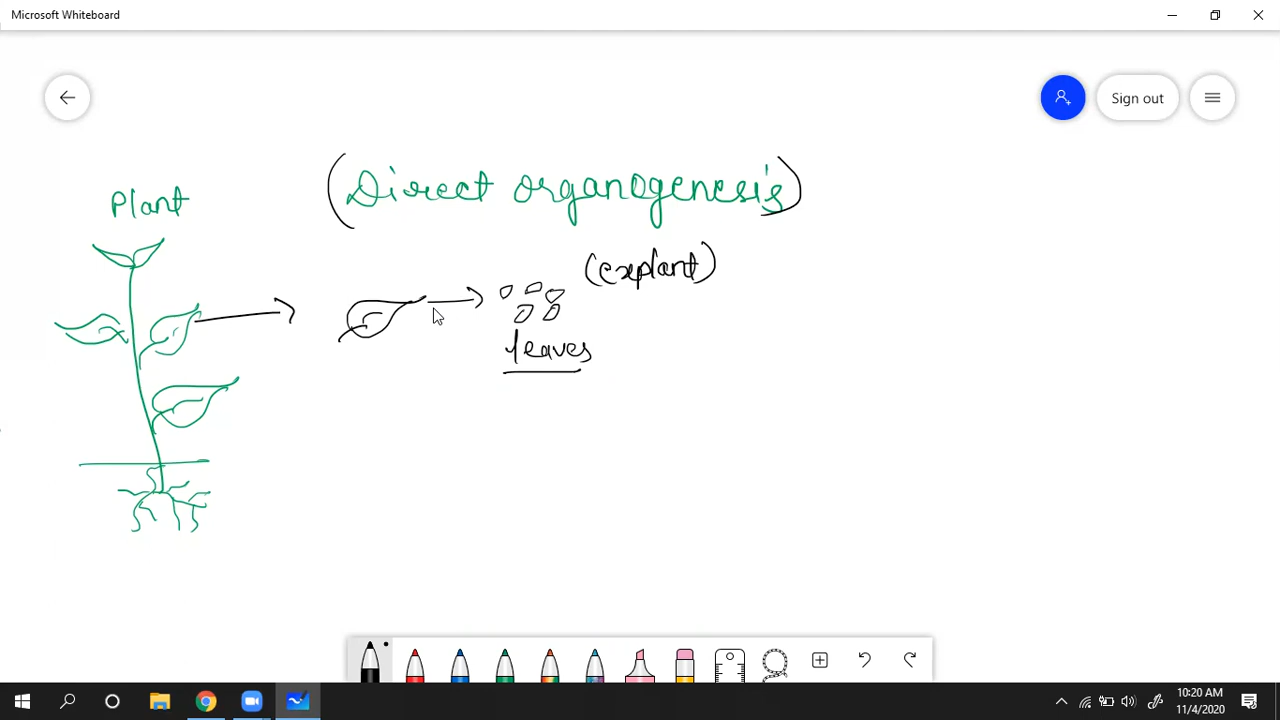 Microsoft Whiteboard
Sign out
(Direct organogenesis)
Plant
(explant)
leaves
10:20 AM
11/4/2020